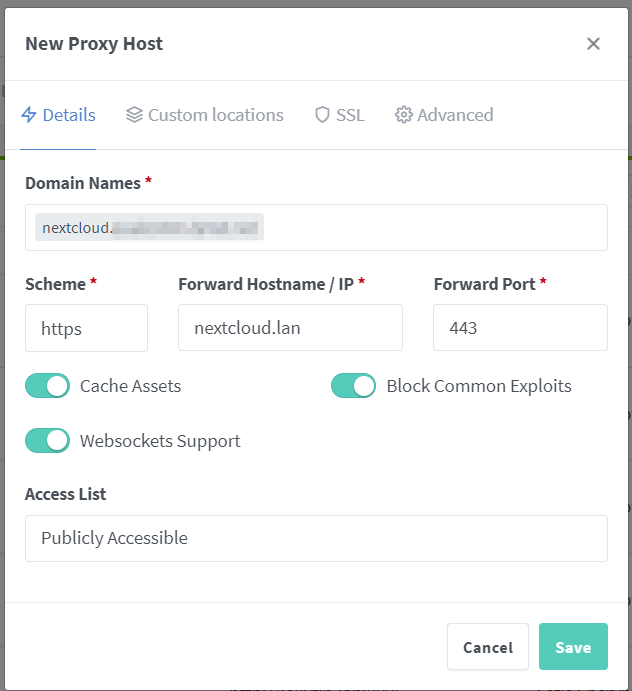 New Proxy Host
Details Custom locations SSL Advanced
Domain Names *
nextcloud.
Scheme * Forward Hostname / IP * Forward Port *
https nextcloud.lan 443
Cache Assets Block Common Exploits
Websockets Support
Access List
Publicly Accessible
Cancel Save